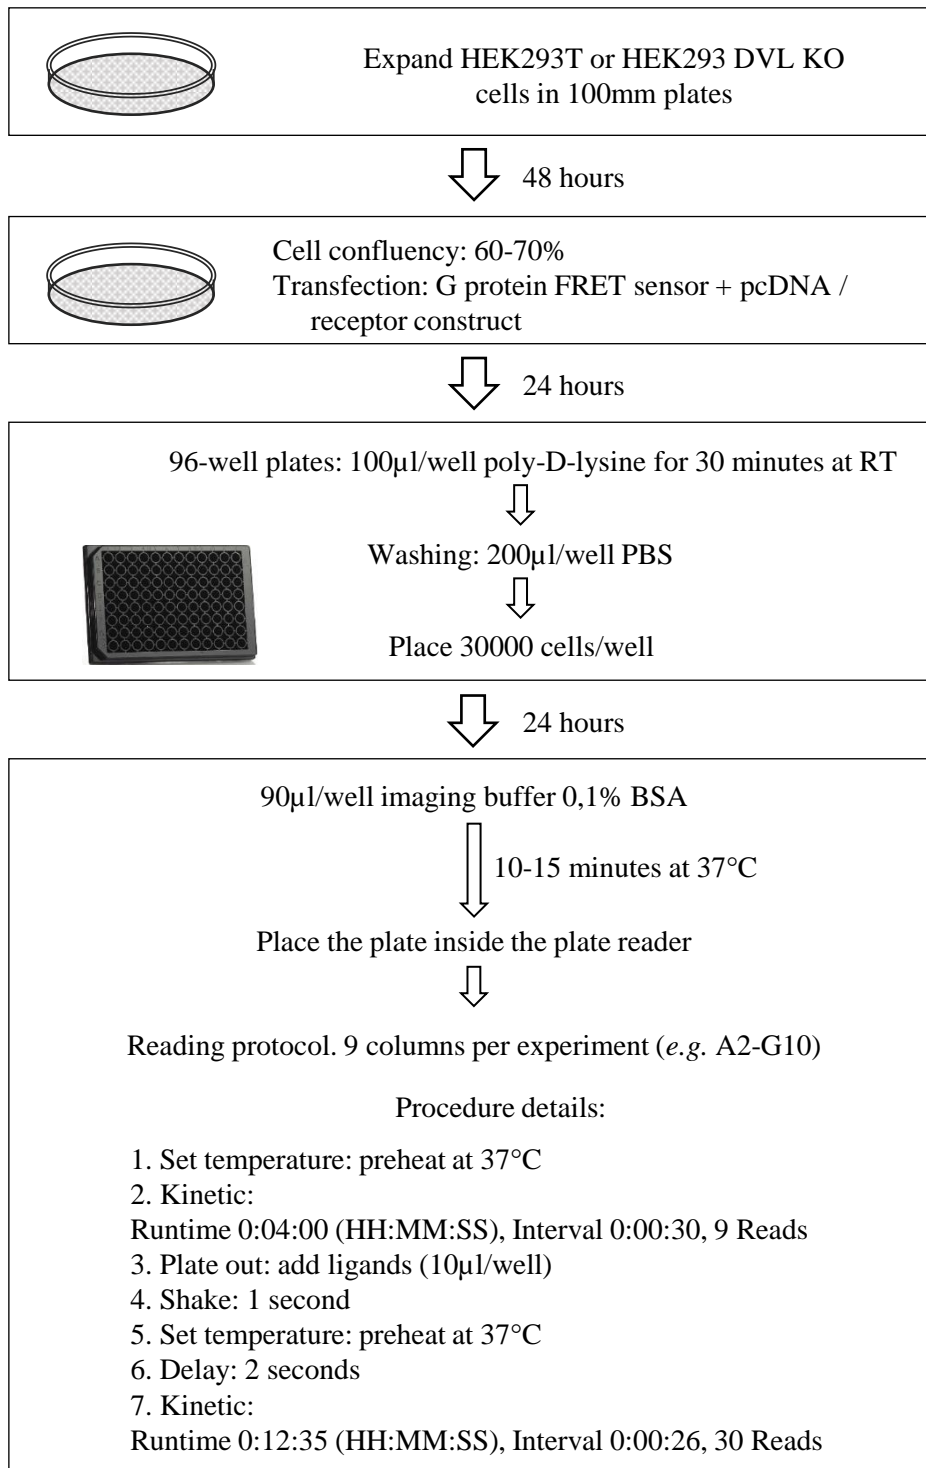 Expand HEK293T or HEK293 DVL KO
cells in 100mm plates
48 hours
Cell confluency: 60-70%
Transfection: G protein FRET sensor + pcDNA /
receptor construct
24 hours
96-well plates: 100µl/well poly-D-lysine for 30 minutes at RT
Washing: 200µl/well PBS
Place 30000 cells/well
24 hours
90µl/well imaging buffer 0,1% BSA
10-15 minutes at 37°C
Place the plate inside the plate reader
Reading protocol. 9 columns per experiment (e.g. A2-G10)
Procedure details:
1. Set temperature: preheat at 37°C
2. Kinetic:
Runtime 0:04:00 (HH:MM:SS), Interval 0:00:30, 9 Reads
3. Plate out: add ligands (10µl/well)
4. Shake: 1 second
5. Set temperature: preheat at 37°C
6. Delay: 2 seconds
7. Kinetic:
Runtime 0:12:35 (HH:MM:SS), Interval 0:00:26, 30 Reads